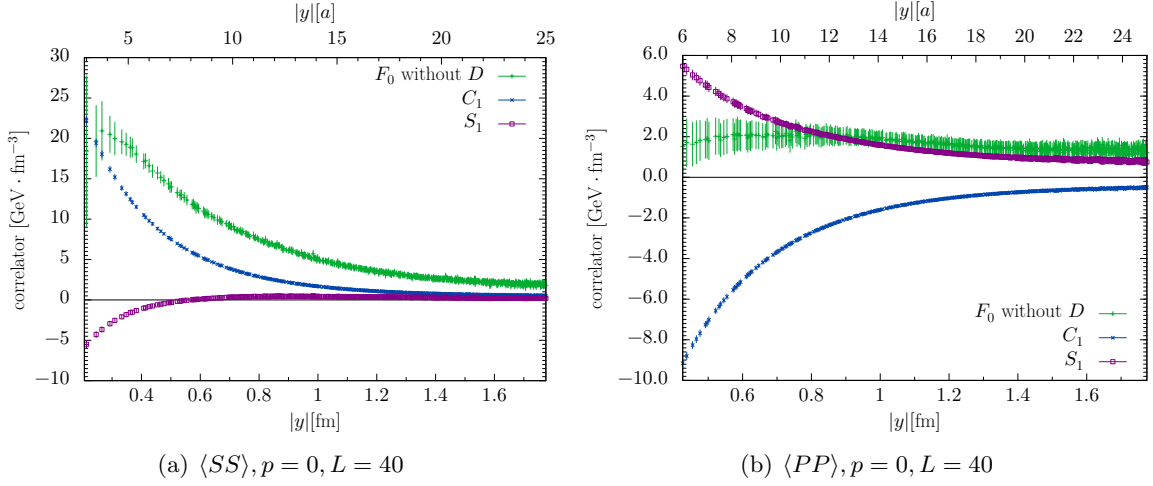 |y|[a]
5 10 15 20 25
30
25
20
15
10
5
0
−5
−10
correlator [GeV · fm⁻³]
F₀ without D
C₁
S₁
0.4 0.6 0.8 1 1.2 1.4 1.6
|y|[fm]
(a) ⟨SS⟩, p = 0, L = 40
|y|[a]
6 8 10 12 14 16 18 20 22 24
6.0
4.0
2.0
0.0
−2.0
−4.0
−6.0
−8.0
−10.0
correlator [GeV · fm⁻³]
F₀ without D
C₁
S₁
0.6 0.8 1 1.2 1.4 1.6
|y|[fm]
(b) ⟨PP⟩, p = 0, L = 40